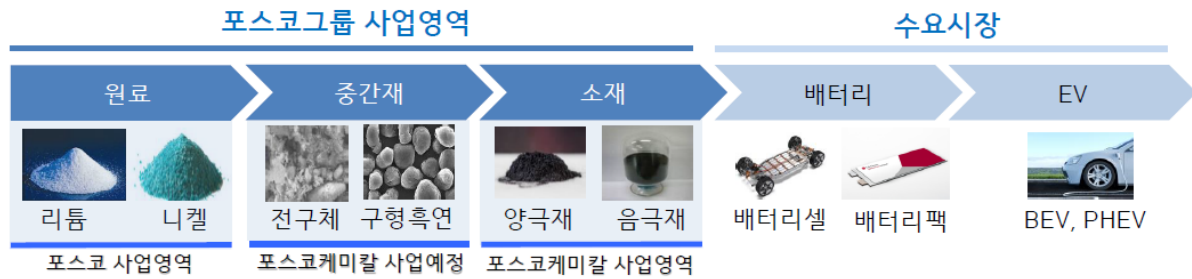 포스코그룹 사업영역
수요시장
원료
중간재
소재
배터리
EV
리튬
니켈
전구체
구형흑연
양극재
음극재
배터리셀
배터리팩
BEV, PHEV
포스코 사업영역
포스코케미칼 사업예정
포스코케미칼 사업영역